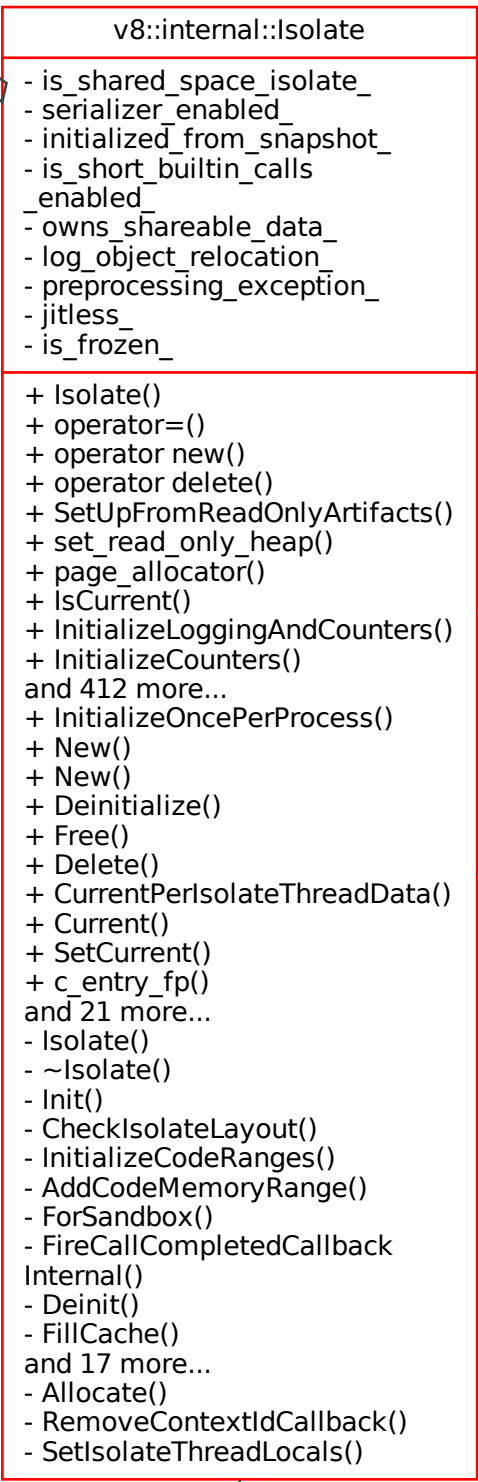 v8::internal::Isolate
- is_shared_space_isolate_
- serializer_enabled_
- initialized_from_snapshot_
- is_short_builtin_calls
_enabled_
- owns_shareable_data_
- log_object_relocation_
- preprocessing_exception_
- jitless_
- is_frozen_
+ Isolate()
+ operator=()
+ operator new()
+ operator delete()
+ SetUpFromReadOnlyArtifacts()
+ set_read_only_heap()
+ page_allocator()
+ IsCurrent()
+ InitializeLoggingAndCounters()
+ InitializeCounters()
and 412 more...
+ InitializeOncePerProcess()
+ New()
+ New()
+ Deinitialize()
+ Free()
+ Delete()
+ CurrentPerIsolateThreadData()
+ Current()
+ SetCurrent()
+ c_entry_fp()
and 21 more...
- Isolate()
- ~Isolate()
- Init()
- CheckIsolateLayout()
- InitializeCodeRanges()
- AddCodeMemoryRange()
- ForSandbox()
- FireCallCompletedCallback
Internal()
- Deinit()
- FillCache()
and 17 more...
- Allocate()
- RemoveContextIdCallback()
- SetIsolateThreadLocals()